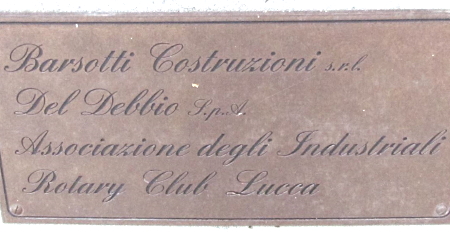 Barsotti Costruzioni s.r.l.
Del Debbio S.p.A.
Associazione degli Industriali
Rotary Club Lucca